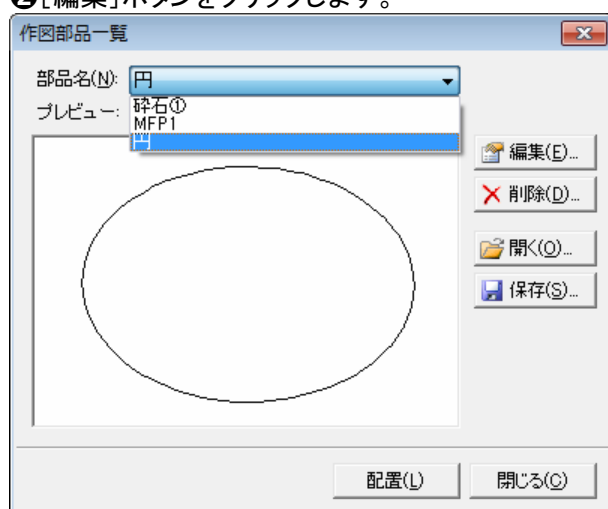 ❷[編集]ボタンをクリックします。
作図部品一覧
部品名(N): 円
砕石①
MFP1
円
プレビュー:
編集(E)...
削除(D)...
開く(O)...
保存(S)...
配置(L)
閉じる(C)